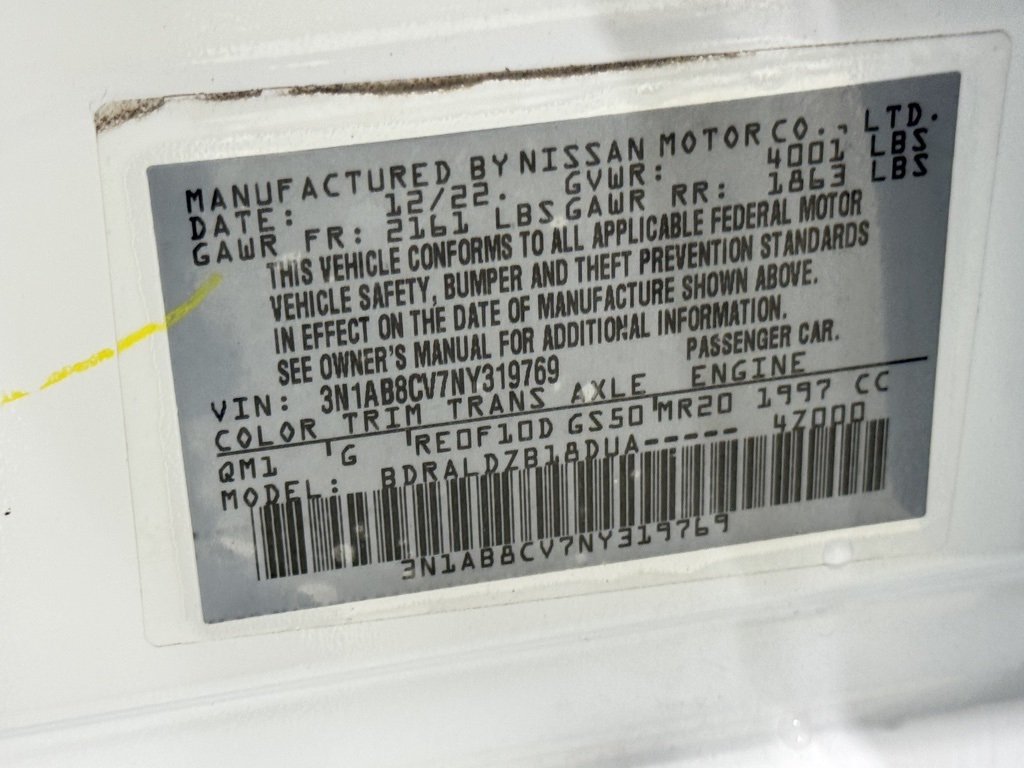 MANUFACTURED BY NISSAN MOTOR CO., LTD.
DATE: 12/22. GVWR: 4001 LBS
GAWR FR: 2161 LBS GAWR RR: 1863 LBS
THIS VEHICLE CONFORMS TO ALL APPLICABLE FEDERAL MOTOR
VEHICLE SAFETY, BUMPER AND THEFT PREVENTION STANDARDS
IN EFFECT ON THE DATE OF MANUFACTURE SHOWN ABOVE.
SEE OWNER'S MANUAL FOR ADDITIONAL INFORMATION.
VIN: 3N1AB8CV7NY319769 PASSENGER CAR.
COLOR TRIM TRANS AXLE ENGINE
QM1 G RE0F10D GS50 MR20 1997 CC
MODEL: BDRALDZB18DUA----- 4Z000
3N1AB8CV7NY319769